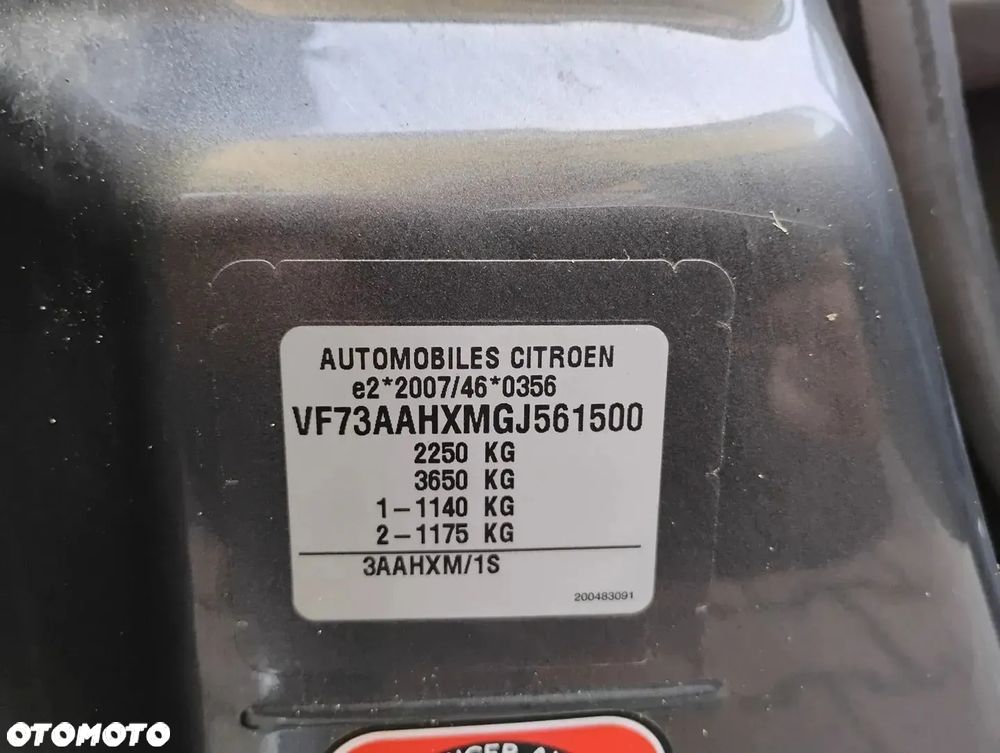 AUTOMOBILES CITROEN
e2*2007/46*0356
VF73AAHXMGJ561500
2250 KG
3650 KG
1-1140 KG
2-1175 KG
3AAHXM/1S
200483091
OTOMOTO